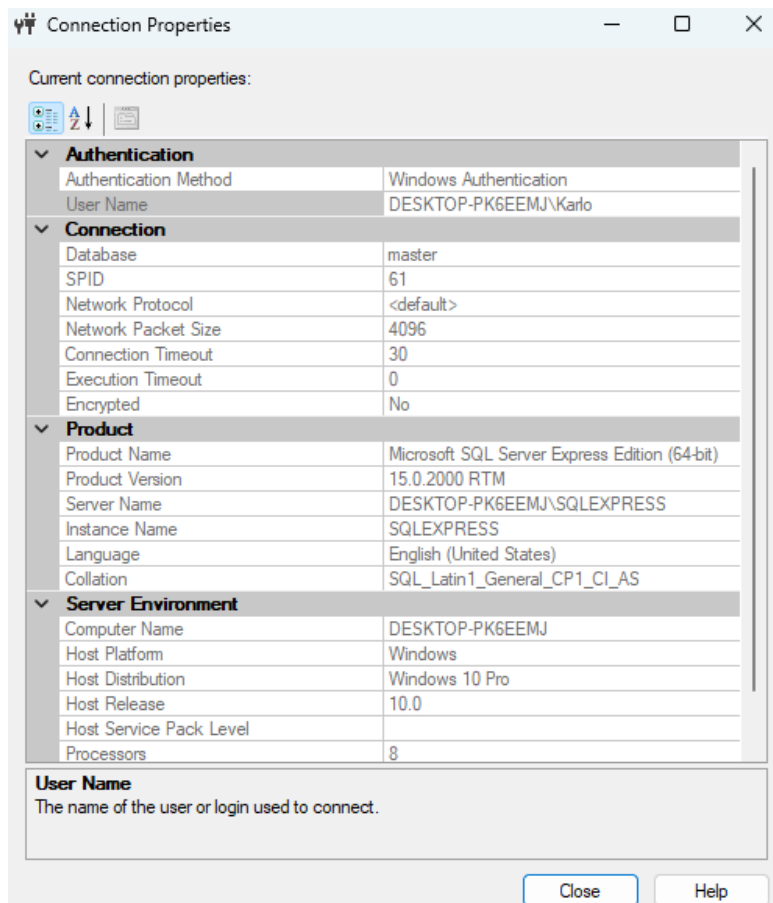 Connection Properties
Current connection properties:
Authentication
Authentication Method Windows Authentication
User Name DESKTOP-PK6EEMJ\Karlo
Connection
Database master
SPID 61
Network Protocol <default>
Network Packet Size 4096
Connection Timeout 30
Execution Timeout 0
Encrypted No
Product
Product Name Microsoft SQL Server Express Edition (64-bit)
Product Version 15.0.2000 RTM
Server Name DESKTOP-PK6EEMJ\SQLEXPRESS
Instance Name SQLEXPRESS
Language English (United States)
Collation SQL_Latin1_General_CP1_CI_AS
Server Environment
Computer Name DESKTOP-PK6EEMJ
Host Platform Windows
Host Distribution Windows 10 Pro
Host Release 10.0
Host Service Pack Level
Processors 8
User Name
The name of the user or login used to connect.
Close Help